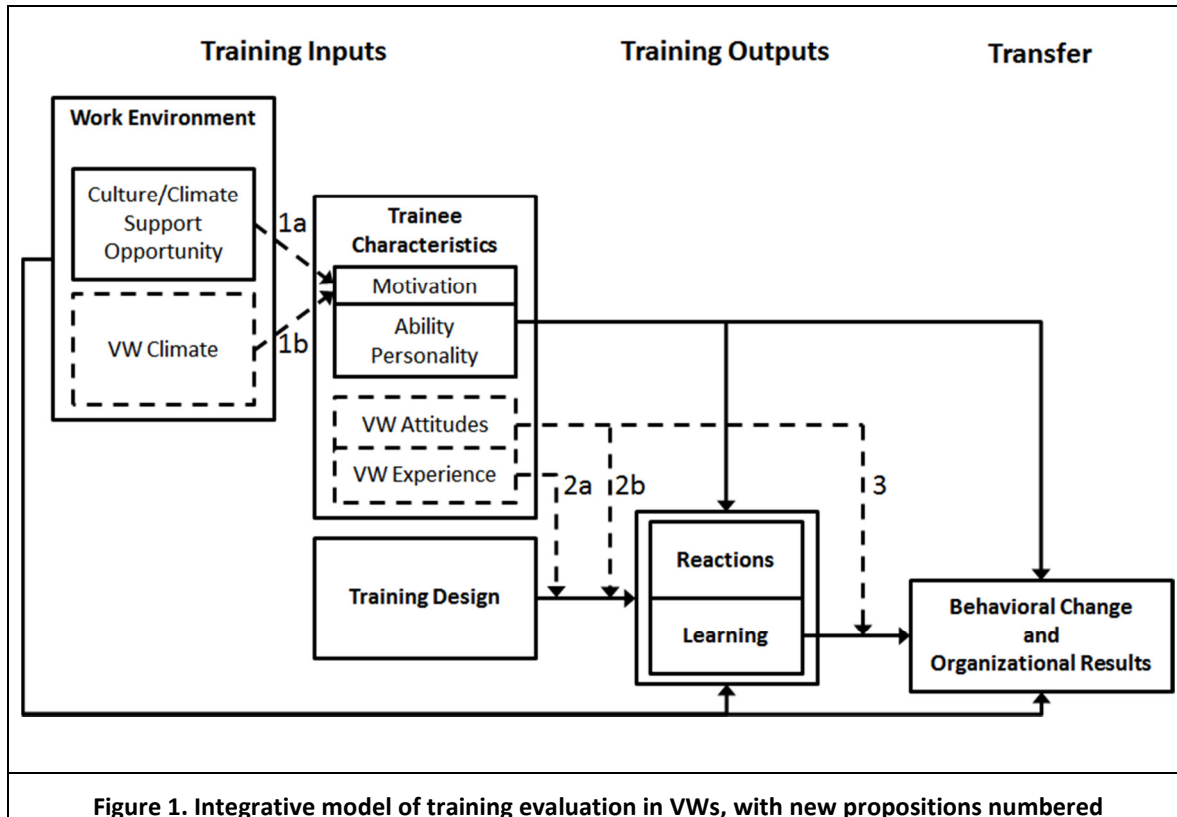 Training Inputs
Training Outputs
Transfer
Work Environment
Culture/Climate
Support
Opportunity
VW Climate
1a
1b
Trainee
Characteristics
Motivation
Ability
Personality
VW Attitudes
VW Experience
2a
2b
3
Training Design
Reactions
Learning
Behavioral Change
and
Organizational Results
Figure 1. Integrative model of training evaluation in VWs, with new propositions numbered